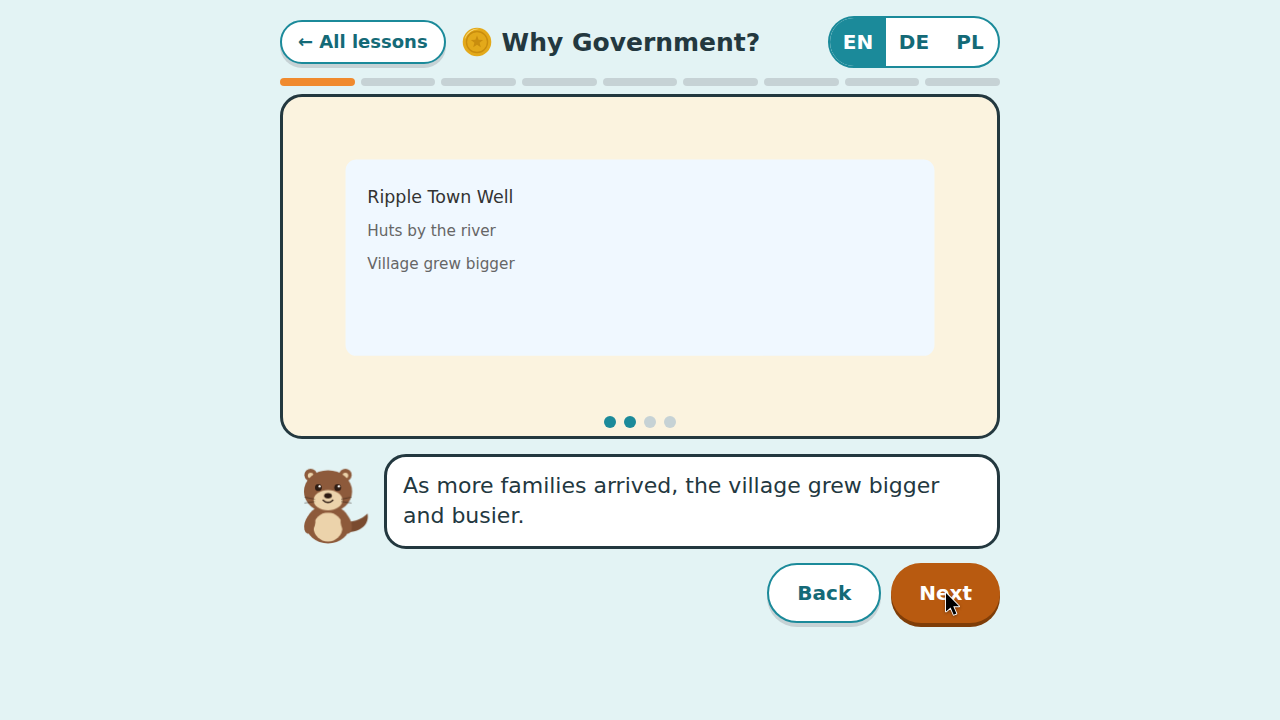 ← All lessons
Why Government?
EN DE PL
Ripple Town Well
Huts by the river
Village grew bigger
As more families arrived, the village grew bigger
and busier.
Back
Next